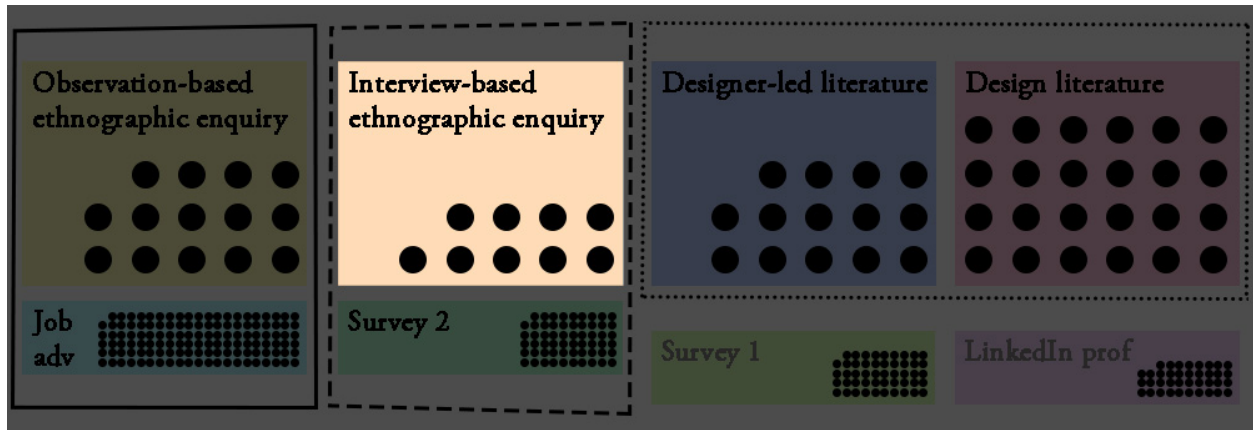 Observation-based
ethnographic enquiry
Interview-based
ethnographic enquiry
Designer-led literature
Design literature
Job
adv
Survey 2
Survey 1
LinkedIn prof